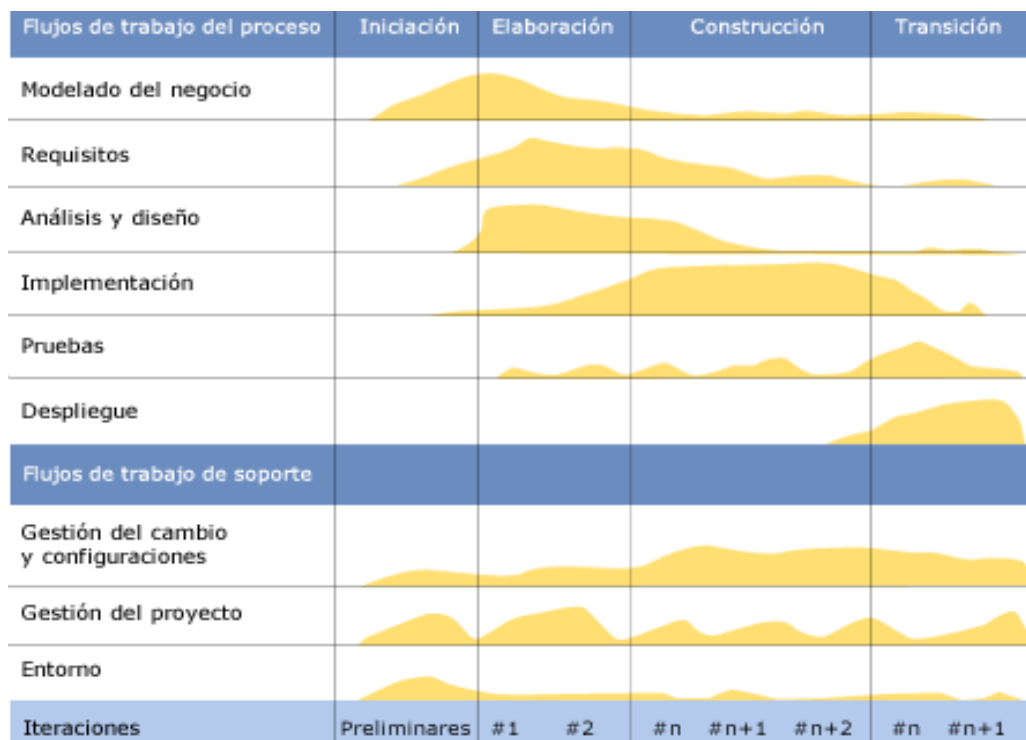 Flujos de trabajo del proceso Iniciación Elaboración Construcción Transición
Modelado del negocio
Requisitos
Análisis y diseño
Implementación
Pruebas
Despliegue
Flujos de trabajo de soporte
Gestión del cambio
y configuraciones
Gestión del proyecto
Entorno
Iteraciones Preliminares #1 #2 #n #n+1 #n+2 #n #n+1